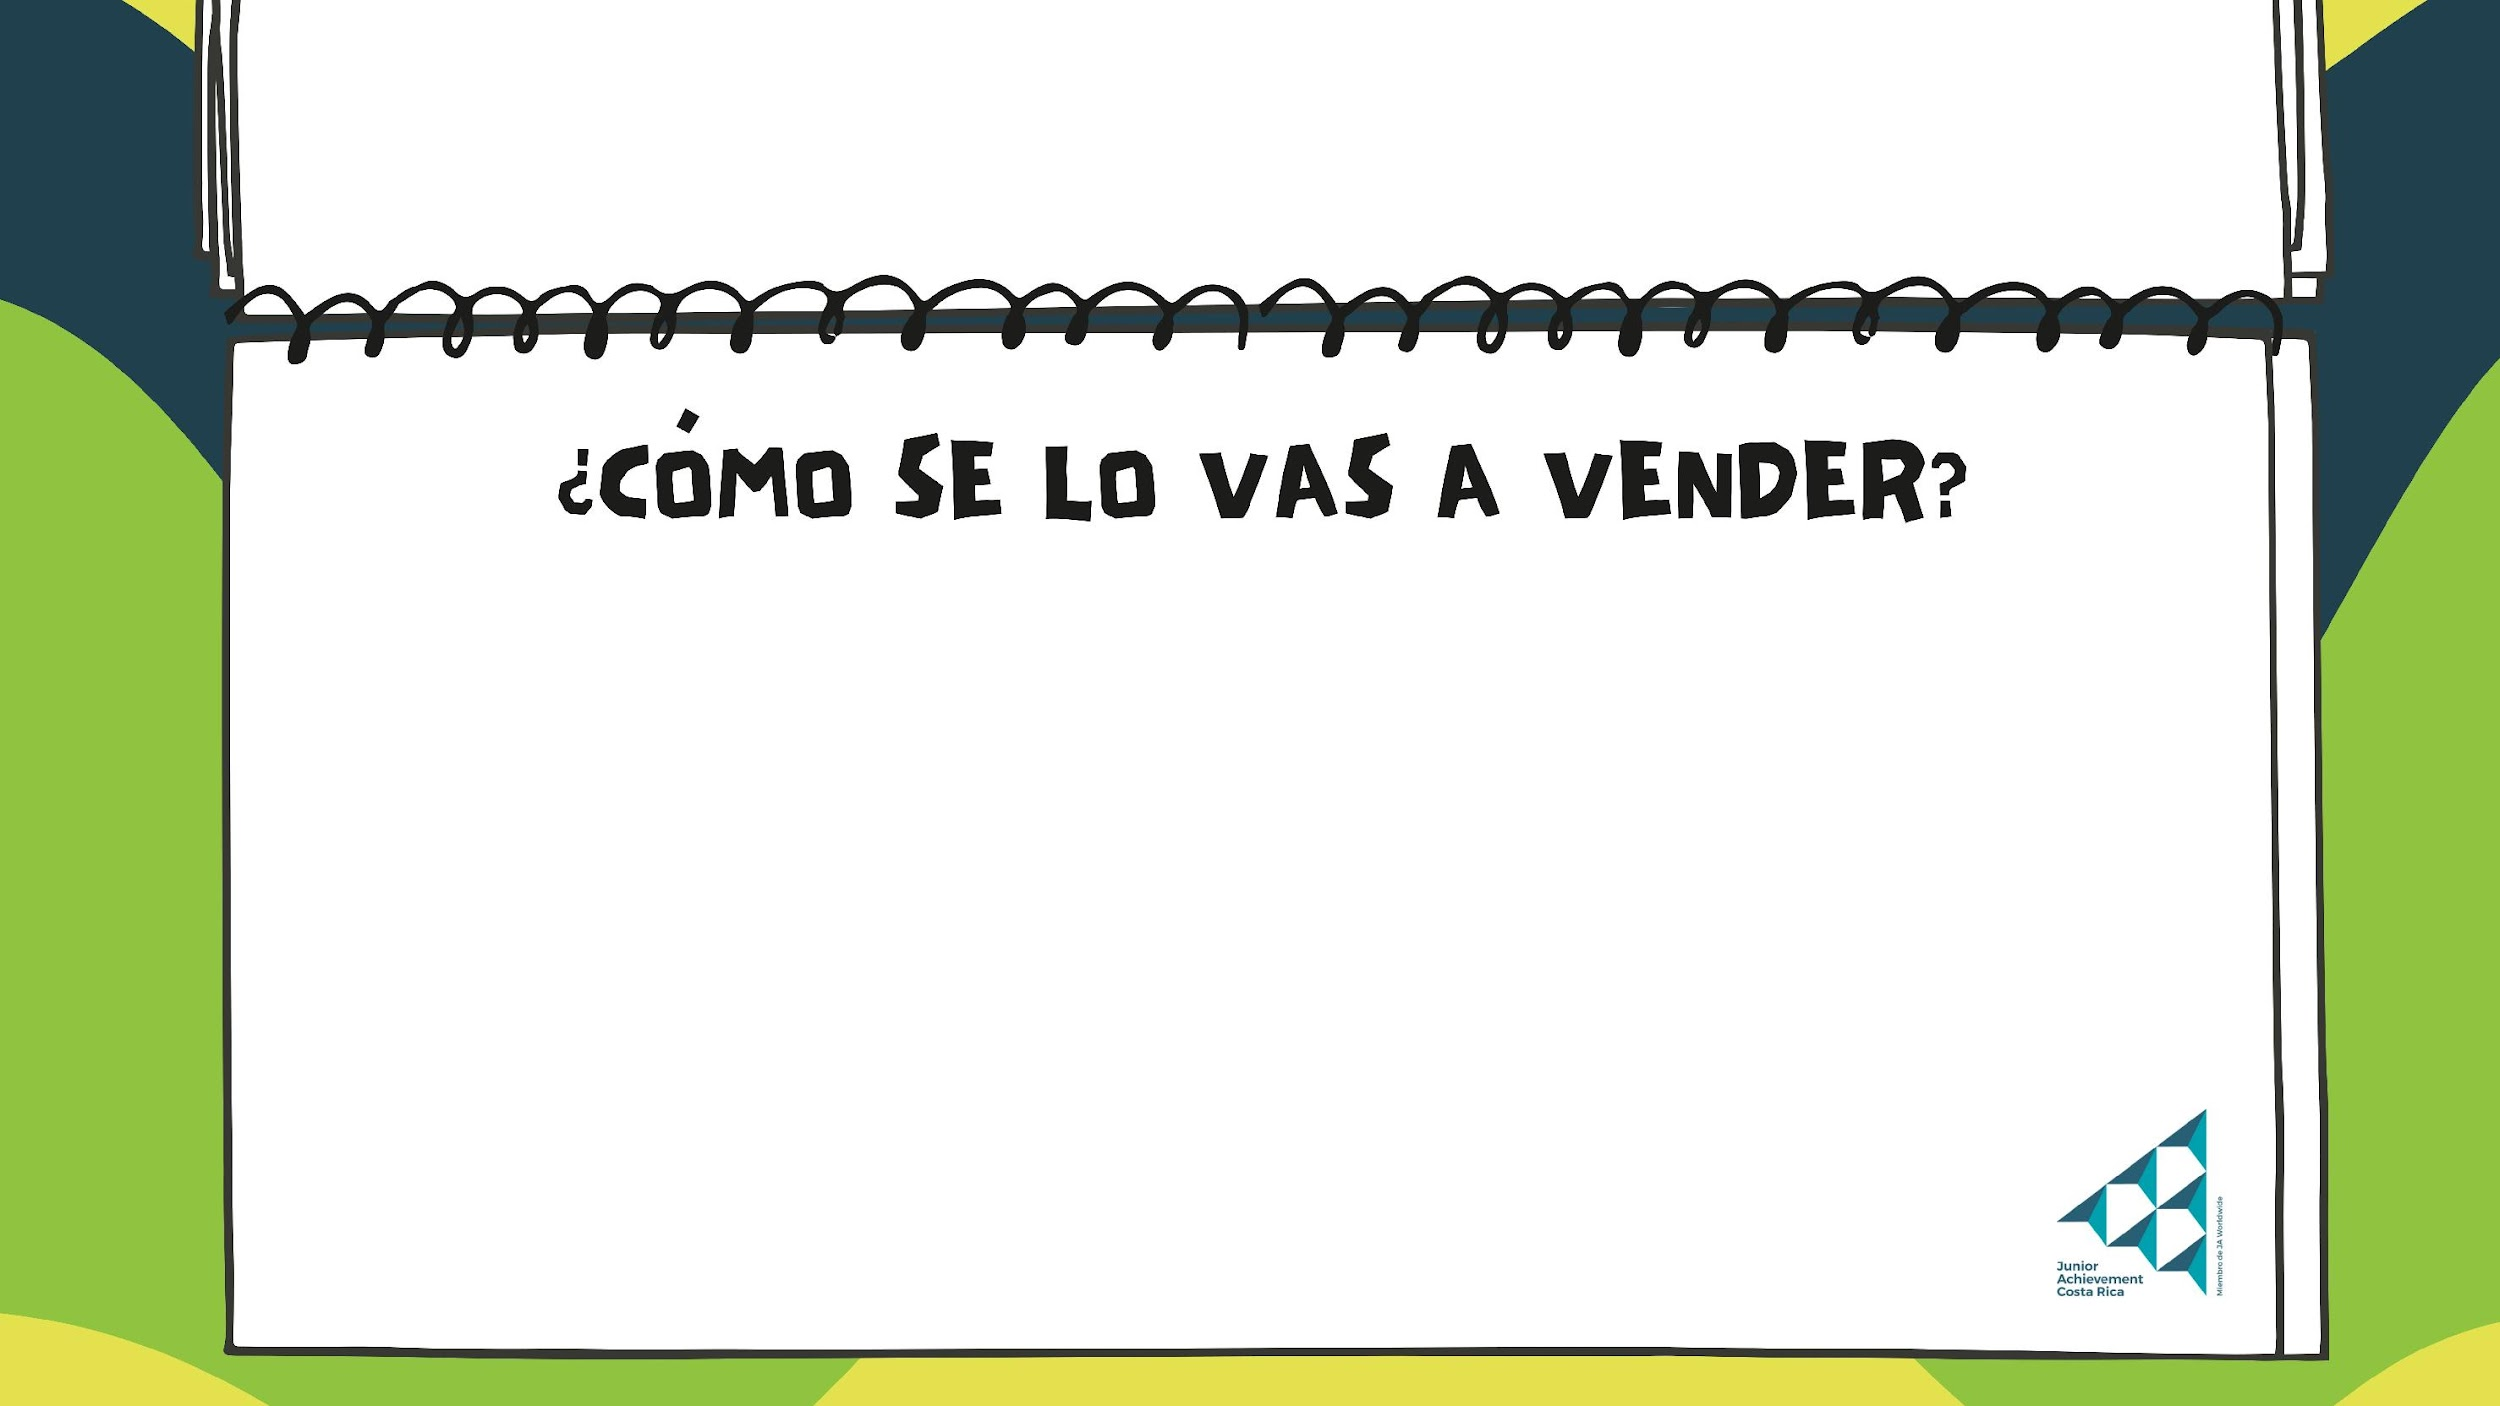 ¿CÓMO SE LO VAS A VENDER?
Junior
Achievement
Costa Rica
Miembro de JA Worldwide